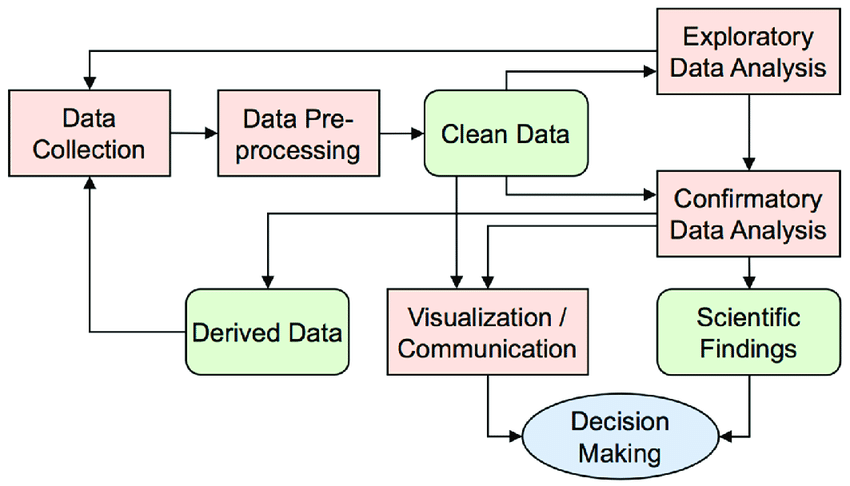 Exploratory
Data Analysis
Data
Collection
Data Pre-
processing
Clean Data
Confirmatory
Data Analysis
Derived Data
Visualization /
Communication
Scientific
Findings
Decision
Making